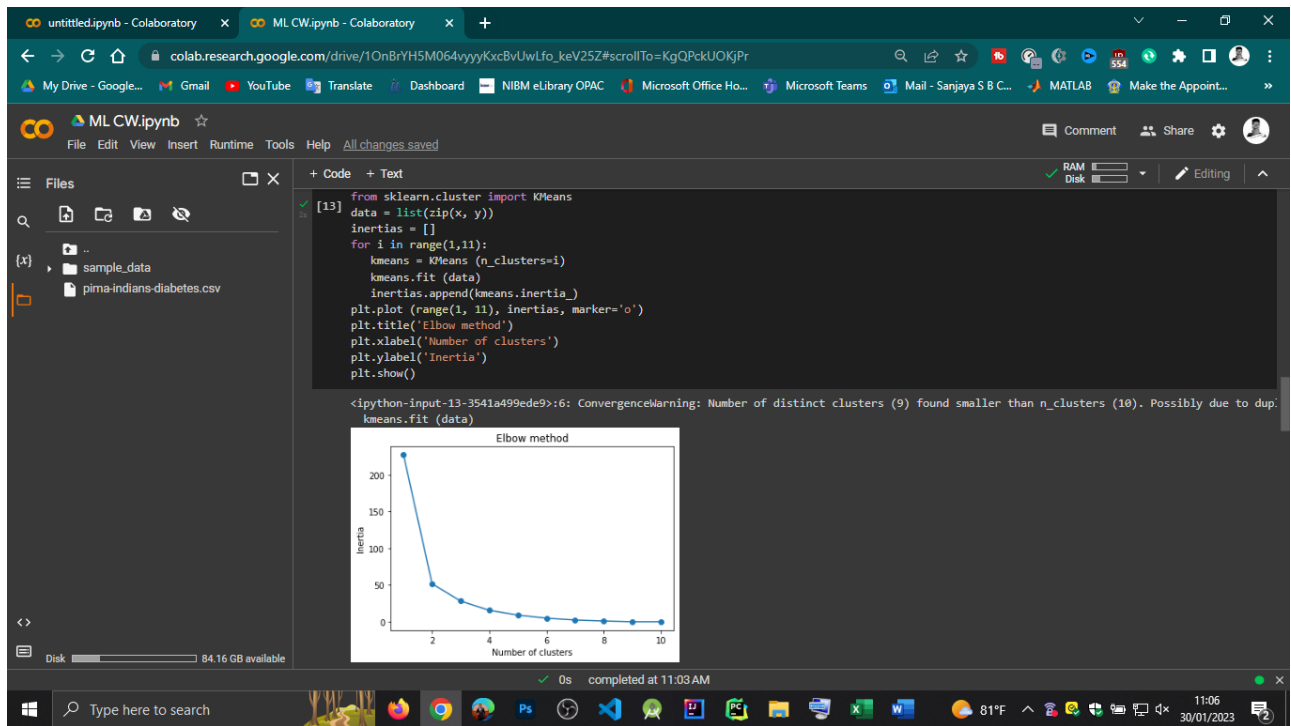 untittled.ipynb - Colaboratory
ML CW.ipynb - Colaboratory
colab.research.google.com/drive/1OnBrYH5M064vyyyKxcBvUwLfo_keV25Z#scrollTo=KgQPckUOKjPr
554
My Drive - Google... Gmail YouTube Translate Dashboard NIBM eLibrary OPAC Microsoft Office Ho... Microsoft Teams Mail - Sanjaya S B C... MATLAB Make the Appoint... »
ML CW.ipynb
File Edit View Insert Runtime Tools Help All changes saved
Comment Share
Files
+ Code + Text
RAM
Disk
Editing
..
sample_data
pima-indians-diabetes.csv
{x}
<>
Disk 84.16 GB available
[13]
2s
from sklearn.cluster import KMeans
data = list(zip(x, y))
inertias = []
for i in range(1,11):
kmeans = KMeans (n_clusters=i)
kmeans.fit (data)
inertias.append(kmeans.inertia_)
plt.plot (range(1, 11), inertias, marker='o')
plt.title('Elbow method')
plt.xlabel('Number of clusters')
plt.ylabel('Inertia')
plt.show()
<ipython-input-13-3541a499ede9>:6: ConvergenceWarning: Number of distinct clusters (9) found smaller than n_clusters (10). Possibly due to dupl
kmeans.fit (data)
Elbow method
200
150
100
50
0
Inertia
2 4 6 8 10
Number of clusters
0s completed at 11:03 AM
Type here to search
Ps
81°F
11:06
30/01/2023
2